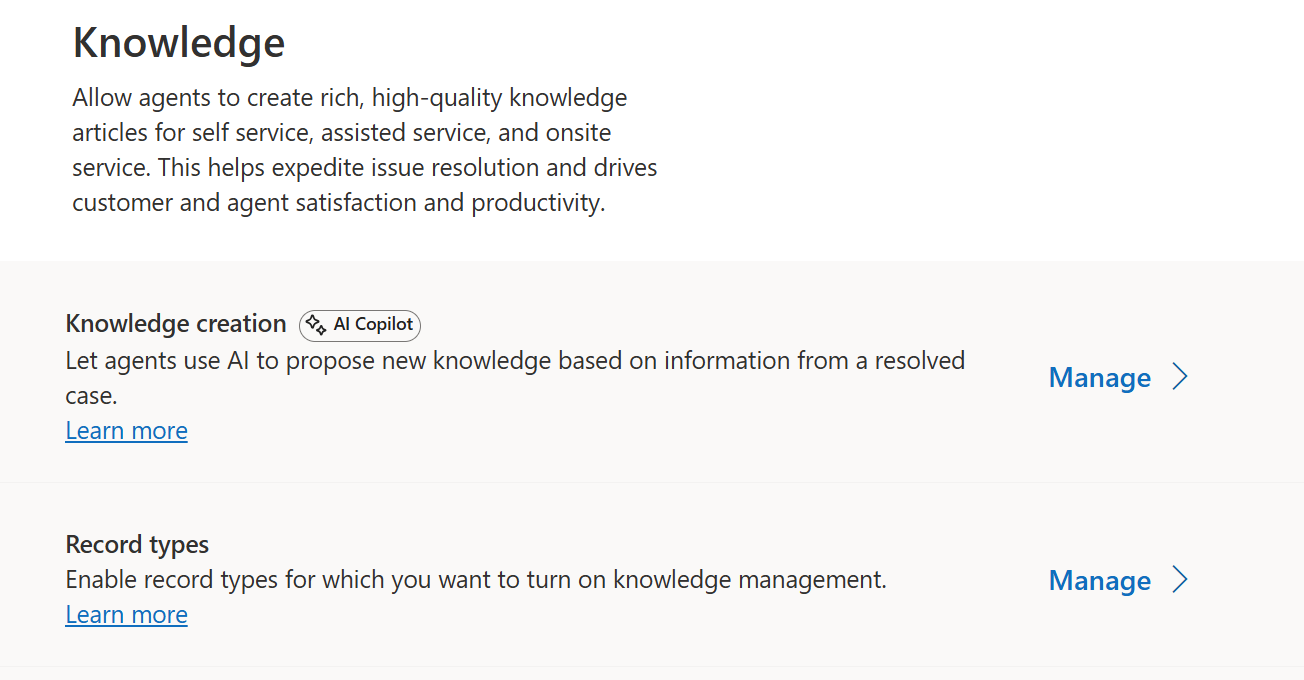 Knowledge
Allow agents to create rich, high-quality knowledge
articles for self service, assisted service, and onsite
service. This helps expedite issue resolution and drives
customer and agent satisfaction and productivity.
Knowledge creation AI Copilot
Let agents use AI to propose new knowledge based on information from a resolved
case.
Manage
Learn more
Record types
Enable record types for which you want to turn on knowledge management.
Manage
Learn more